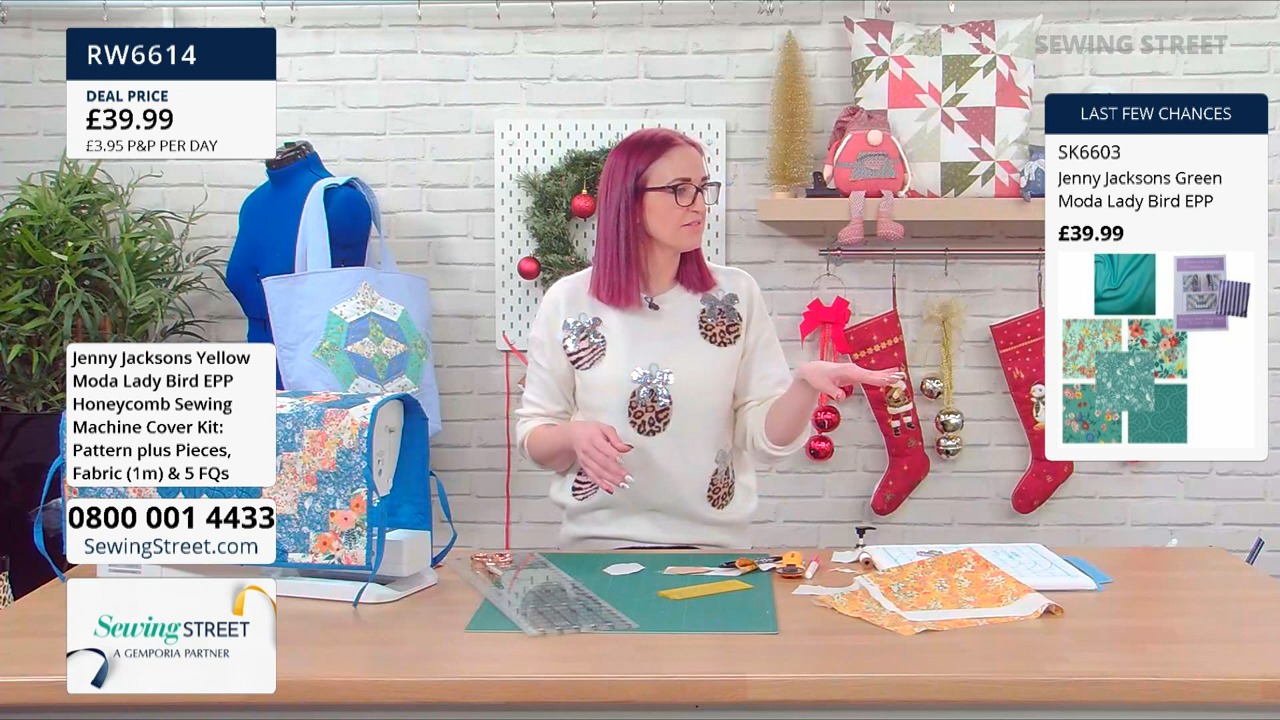 RW6614
DEAL PRICE
£39.99
£3.95 P&P PER DAY
Jenny Jacksons Yellow
Moda Lady Bird EPP
Honeycomb Sewing
Machine Cover Kit:
Pattern plus Pieces,
Fabric (1m) & 5 FQs
0800 001 4433
SewingStreet.com
Sewing STREET
A GEMPORIA PARTNER
SEWING STREET
LAST FEW CHANCES
SK6603
Jenny Jacksons Green
Moda Lady Bird EPP
£39.99